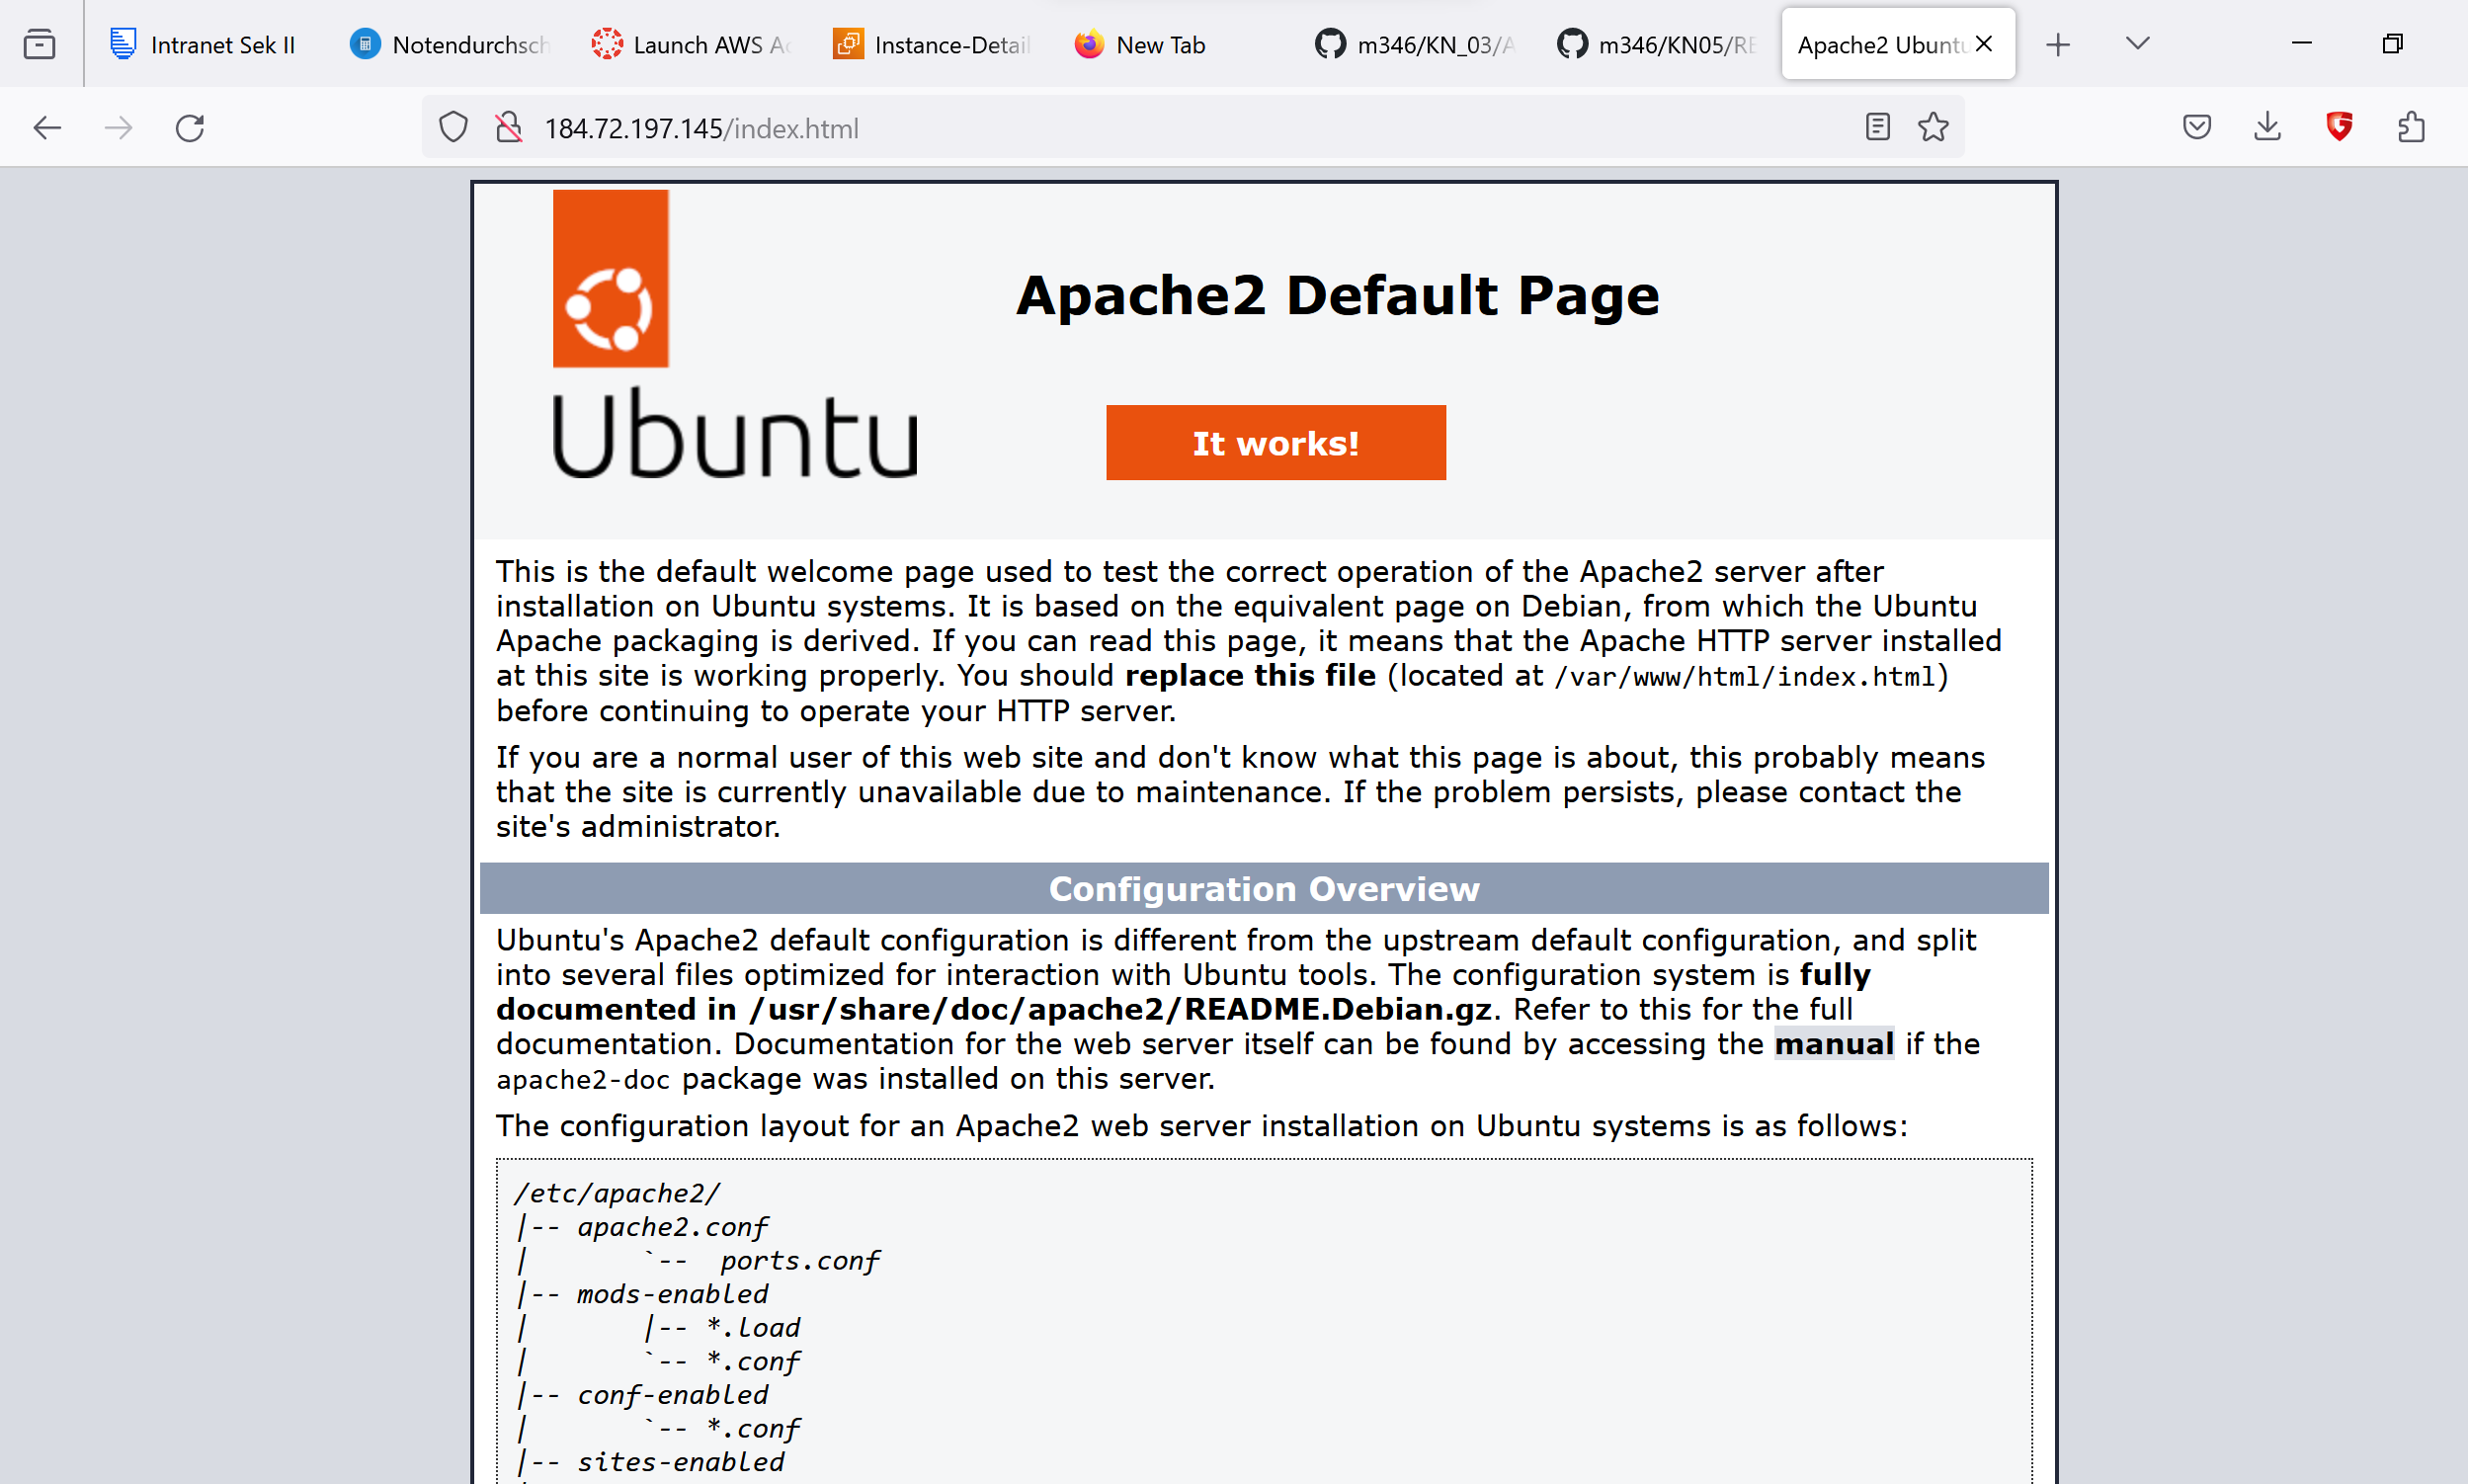 Intranet Sek II
Notendurchsch
Launch AWS Ac
Instance-Detail
New Tab
m346/KN_03/A
m346/KN05/RE
Apache2 Ubuntu
184.72.197.145/index.html
Apache2 Default Page
Ubuntu
It works!
This is the default welcome page used to test the correct operation of the Apache2 server after
installation on Ubuntu systems. It is based on the equivalent page on Debian, from which the Ubuntu
Apache packaging is derived. If you can read this page, it means that the Apache HTTP server installed
at this site is working properly. You should replace this file (located at /var/www/html/index.html)
before continuing to operate your HTTP server.
If you are a normal user of this web site and don't know what this page is about, this probably means
that the site is currently unavailable due to maintenance. If the problem persists, please contact the
site's administrator.
Configuration Overview
Ubuntu's Apache2 default configuration is different from the upstream default configuration, and split
into several files optimized for interaction with Ubuntu tools. The configuration system is fully
documented in /usr/share/doc/apache2/README.Debian.gz. Refer to this for the full
documentation. Documentation for the web server itself can be found by accessing the manual if the
apache2-doc package was installed on this server.
The configuration layout for an Apache2 web server installation on Ubuntu systems is as follows:
/etc/apache2/
|-- apache2.conf
|       `--  ports.conf
|-- mods-enabled
|       |-- *.load
|       `-- *.conf
|-- conf-enabled
|       `-- *.conf
|-- sites-enabled